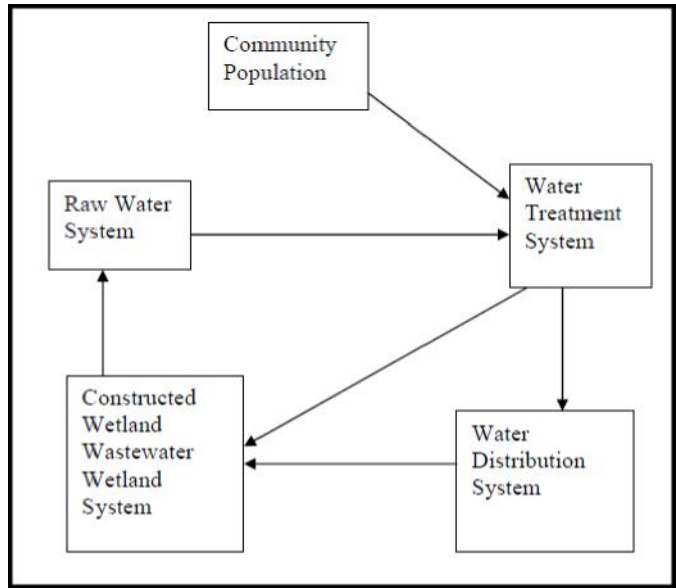 Community
Population
Raw Water
System
Water
Treatment
System
Constructed
Wetland
Wastewater
Wetland
System
Water
Distribution
System